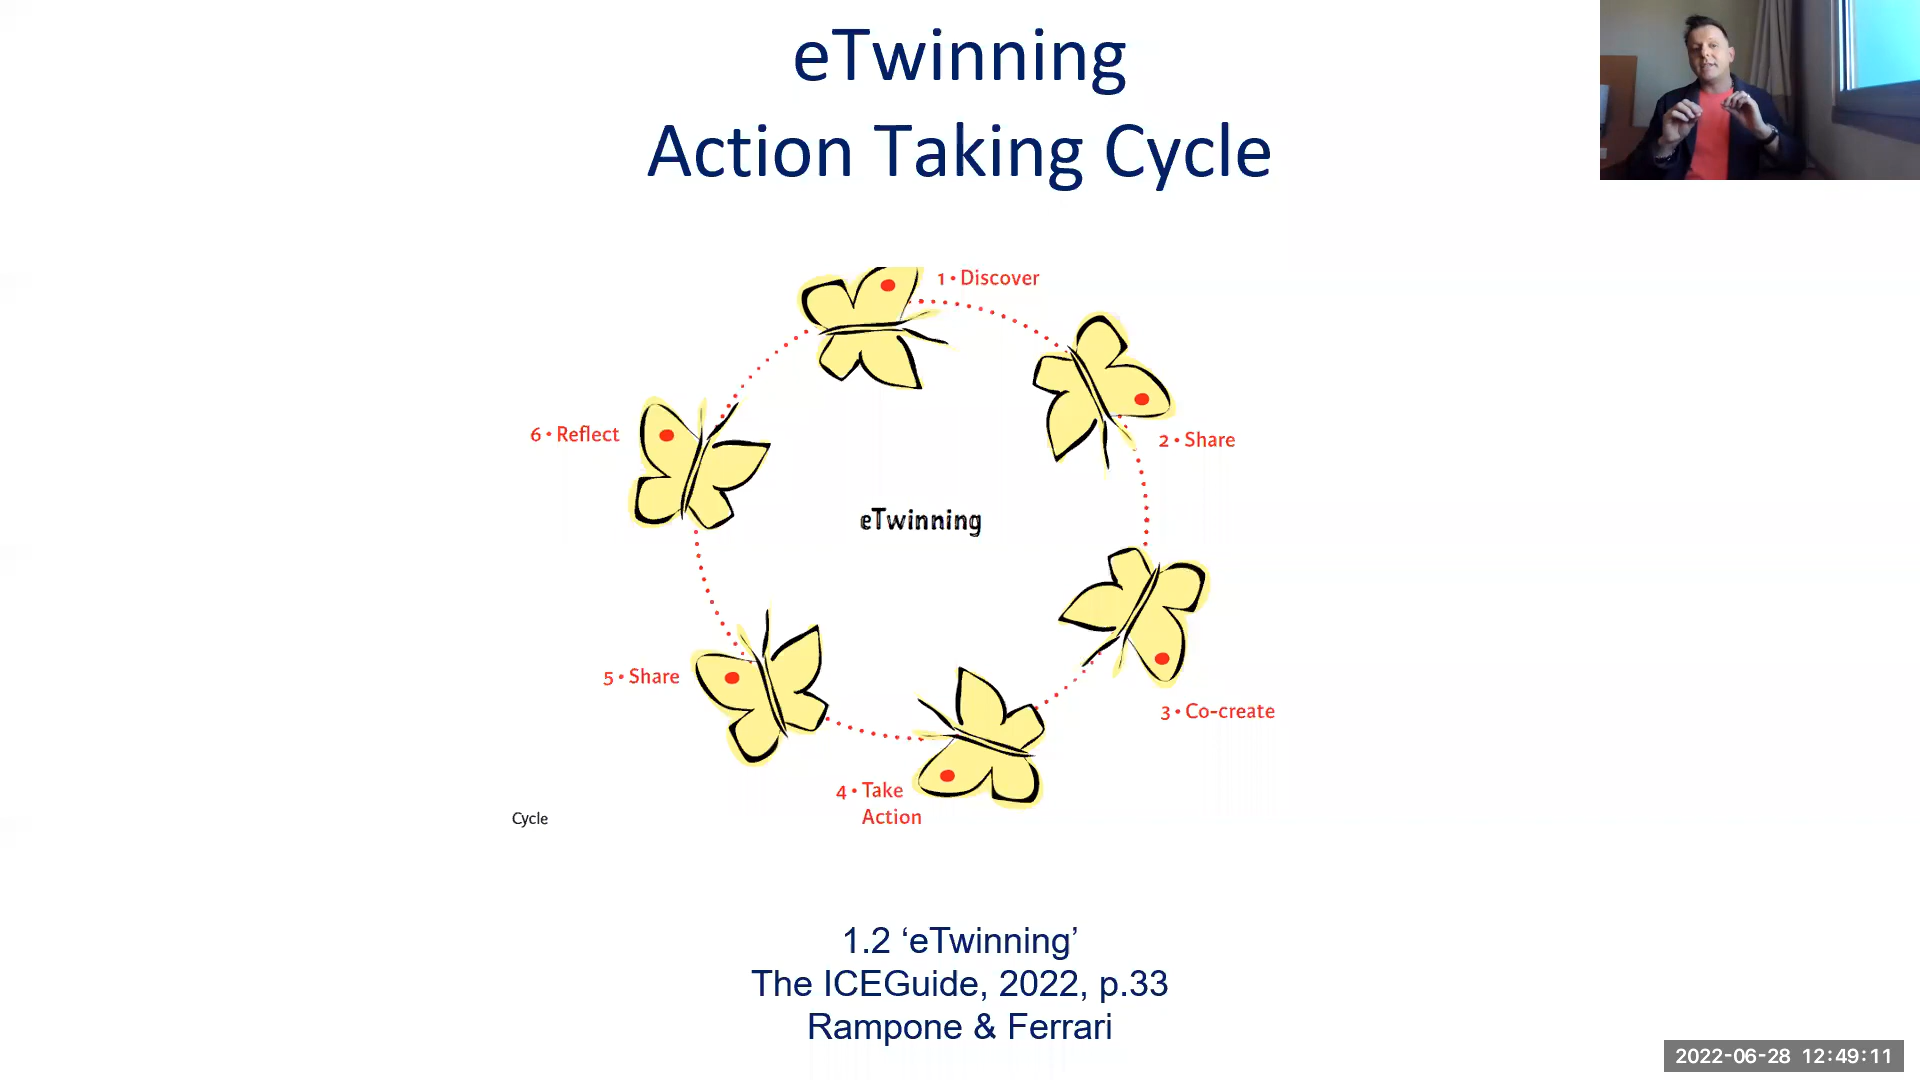 eTwinning
Action Taking Cycle
1 • Discover
2 • Share
6 • Reflect
eTwinning
5 • Share
3 • Co-create
4 • Take
Action
Cycle
1.2 ‘eTwinning’
The ICEGuide, 2022, p.33
Rampone & Ferrari
2022-06-28 12:49:11